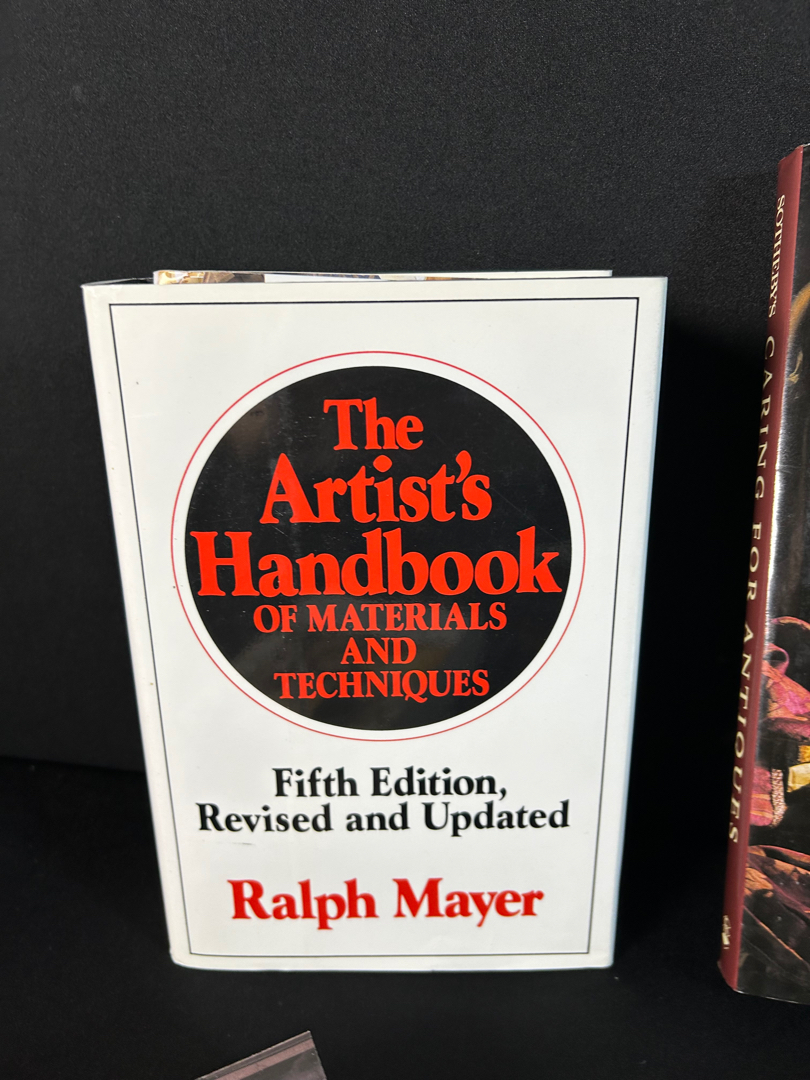 The
Artist's
Handbook
OF MATERIALS
AND
TECHNIQUES
Fifth Edition,
Revised and Updated
Ralph Mayer
SOTHEBY'S CARING FOR ANTIQUES